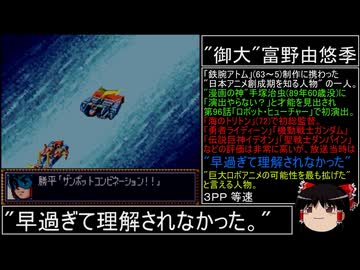 "御大"富野由悠季
「鉄腕アトム」(63～5)制作に携わった
"日本アニメ創成期を知る人物" の一人。
"漫画の神"手塚治虫(89年60歳没)に
「演出やらない？」と才能を見出され
第96話「ロボット・ヒューチャー」で初演出。
「海のトリトン」(72)で初総監督。
「勇者ライディーン」「機動戦士ガンダム」
「伝説巨神イデオン」「聖戦士ダンバイン」
などの評価は非常に高いが、放送当時は
"早過ぎて理解されなかった"
"巨大ロボアニメの可能性を最も拡げた"
と言える人物。
3PP 等速
勝平「サンボットコンビネーション！！」
"早過ぎて理解されなかった。"